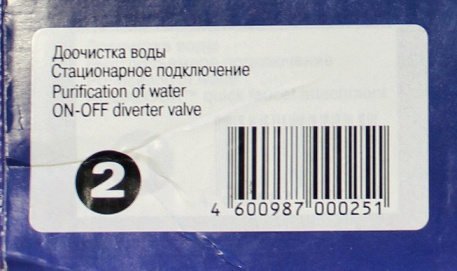 Доочистка воды
Стационарное подключение
Purification of water
ON-OFF diverter valve
2
4 600987 000251